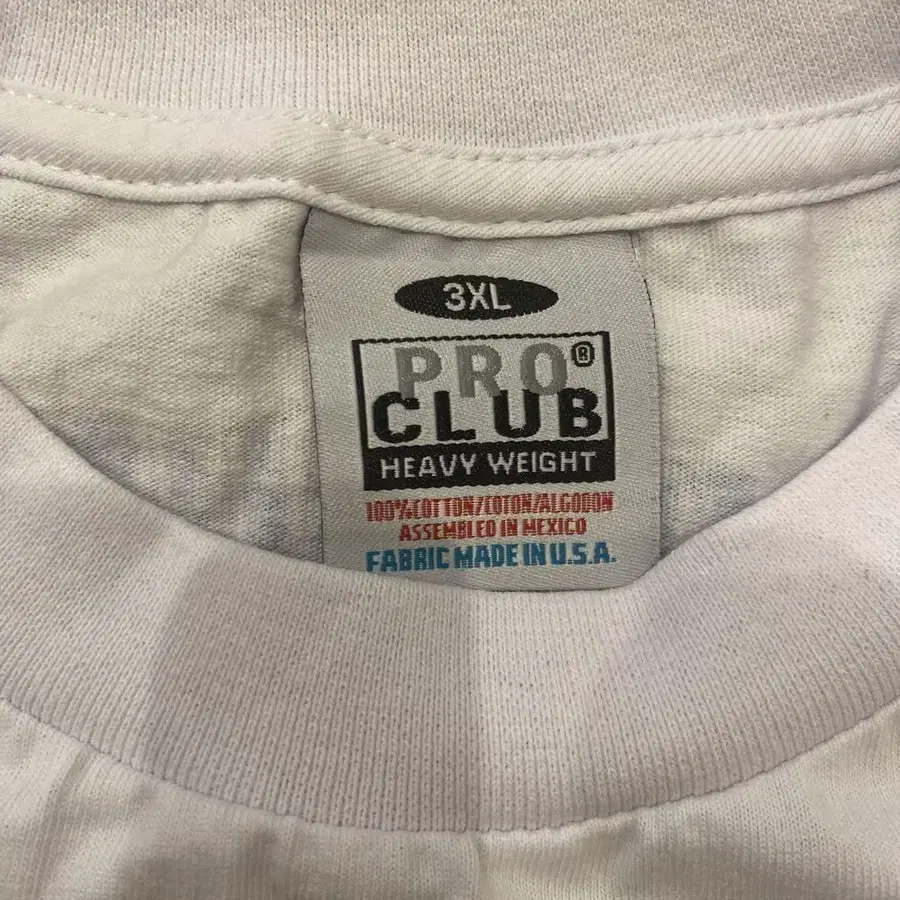 3XL
PRO®
CLUB
HEAVY WEIGHT
100%COTTON/COTON/ALGODON
ASSEMBLED IN MEXICO
FABRIC MADE IN U.S.A.